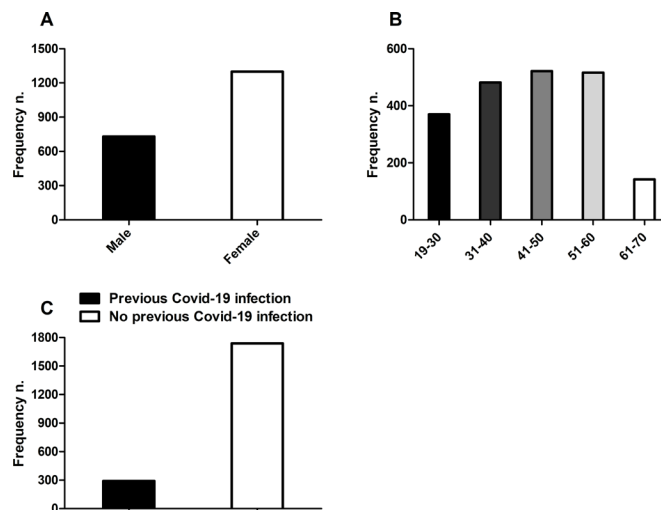 A
Frequency n.
1500
1200
900
600
300
0
Male
Female
B
Frequency n.
600
400
200
0
19-30
31-40
41-50
51-60
61-70
C
Previous Covid-19 infection
No previous Covid-19 infection
Frequency n.
1800
1500
1200
900
600
300
0